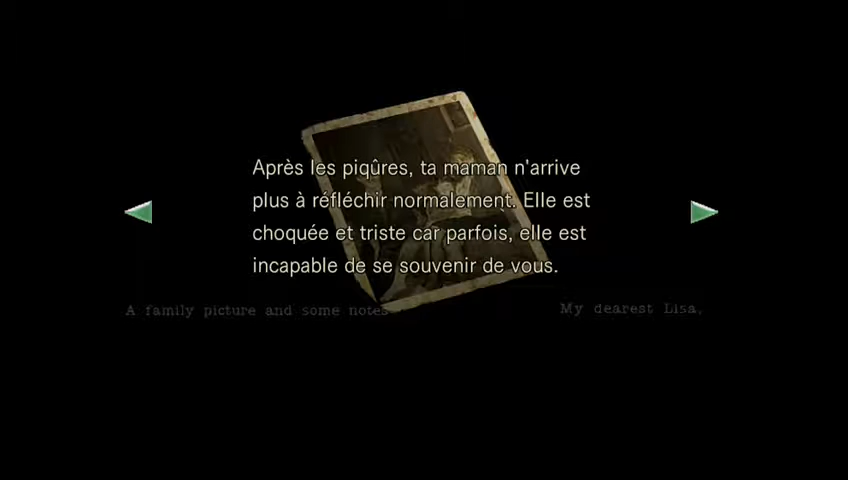 Après les piqûres, ta maman n'arrive
plus à réfléchir normalement. Elle est
choquée et triste car parfois, elle est
incapable de se souvenir de vous.
A family picture and some notes
My dearest Lisa,